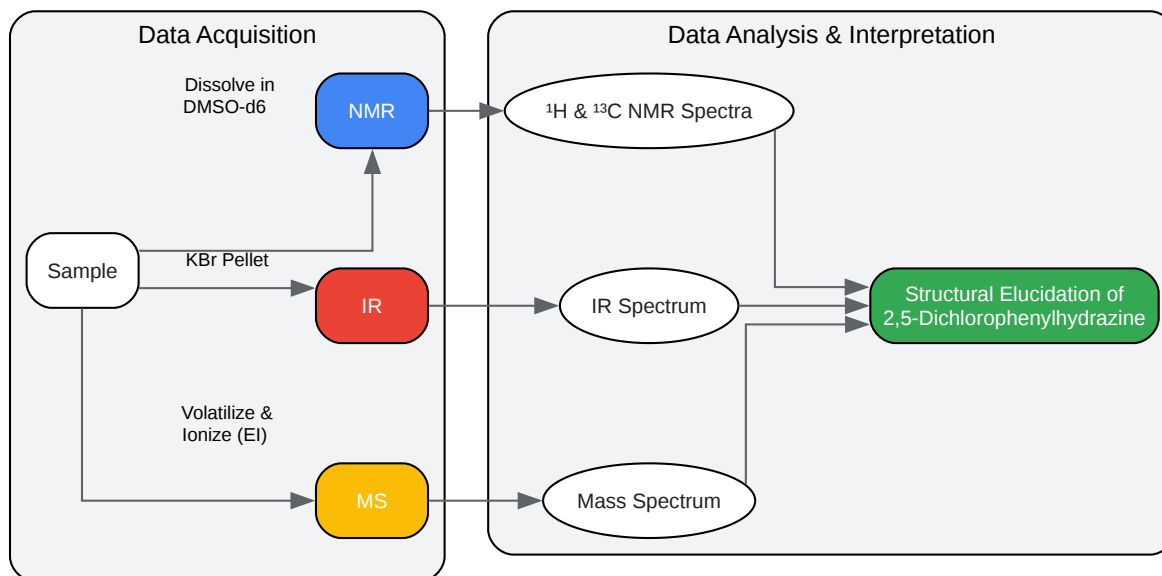 Data Acquisition
Dissolve in
DMSO-d6
NMR
Sample
KBr Pellet
IR
Volatilize &
Ionize (EI)
MS
Data Analysis & Interpretation
¹H & ¹³C NMR Spectra
IR Spectrum
Mass Spectrum
Structural Elucidation of
2,5-Dichlorophenylhydrazine